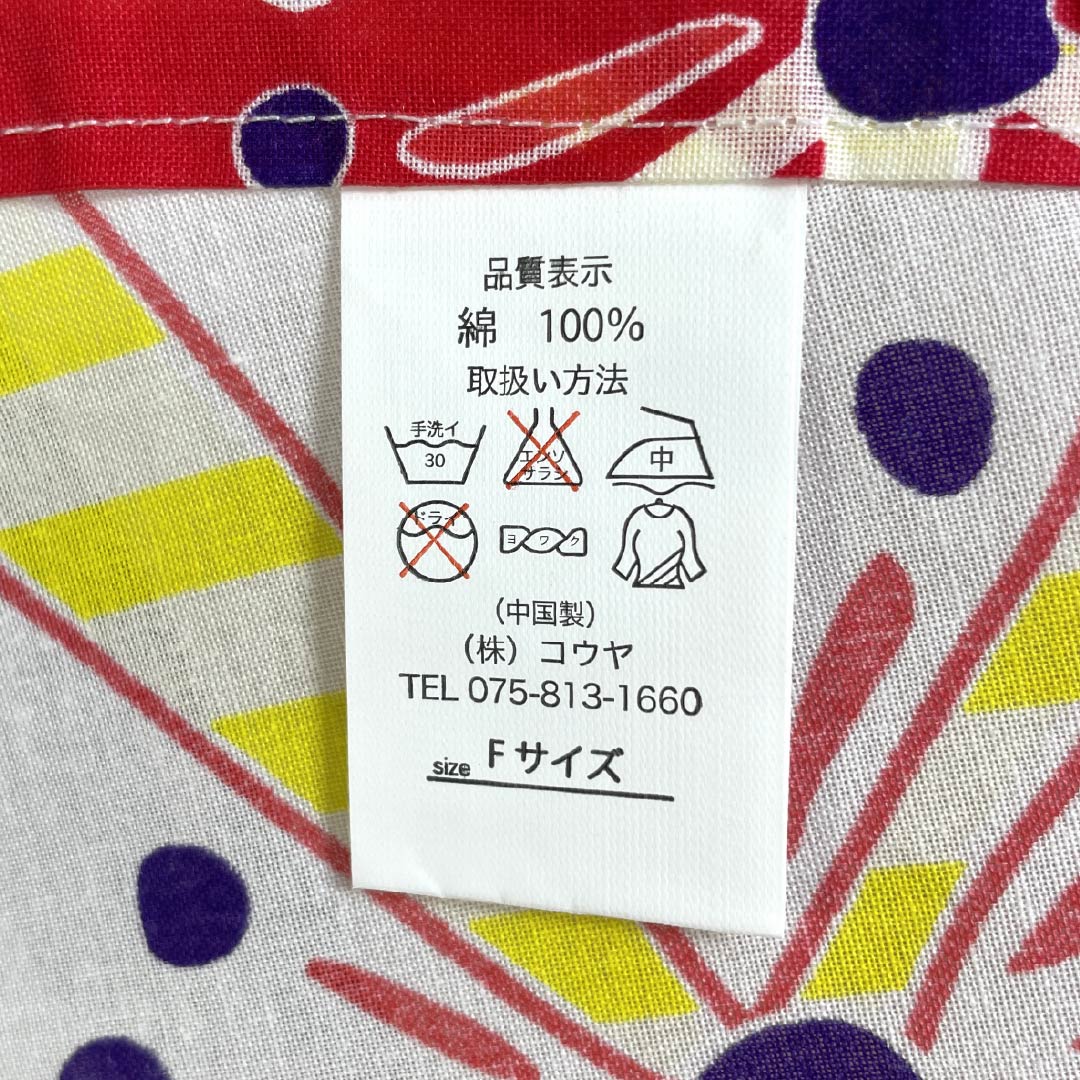 品質表示
綿　100%
取扱い方法
手洗イ
30
エンソ
サラシ
中
ドライ
ヨワク
（中国製）
（株）コウヤ
TEL 075-813-1660
size Fサイズ